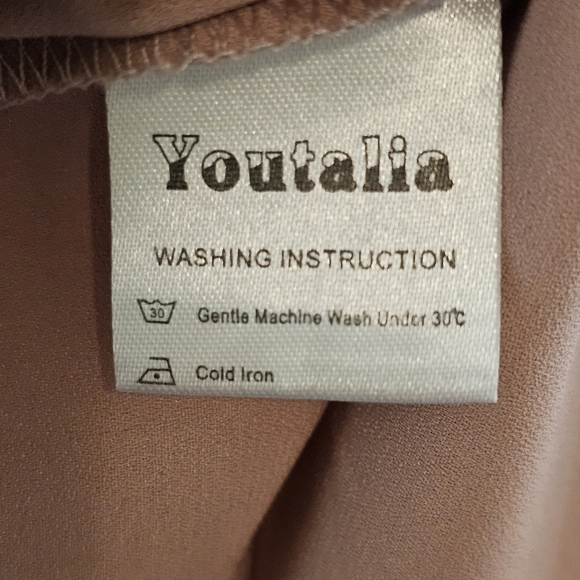 Youtalia
WASHING INSTRUCTION
30 Gentle Machine Wash Under 30℃
Cold Iron